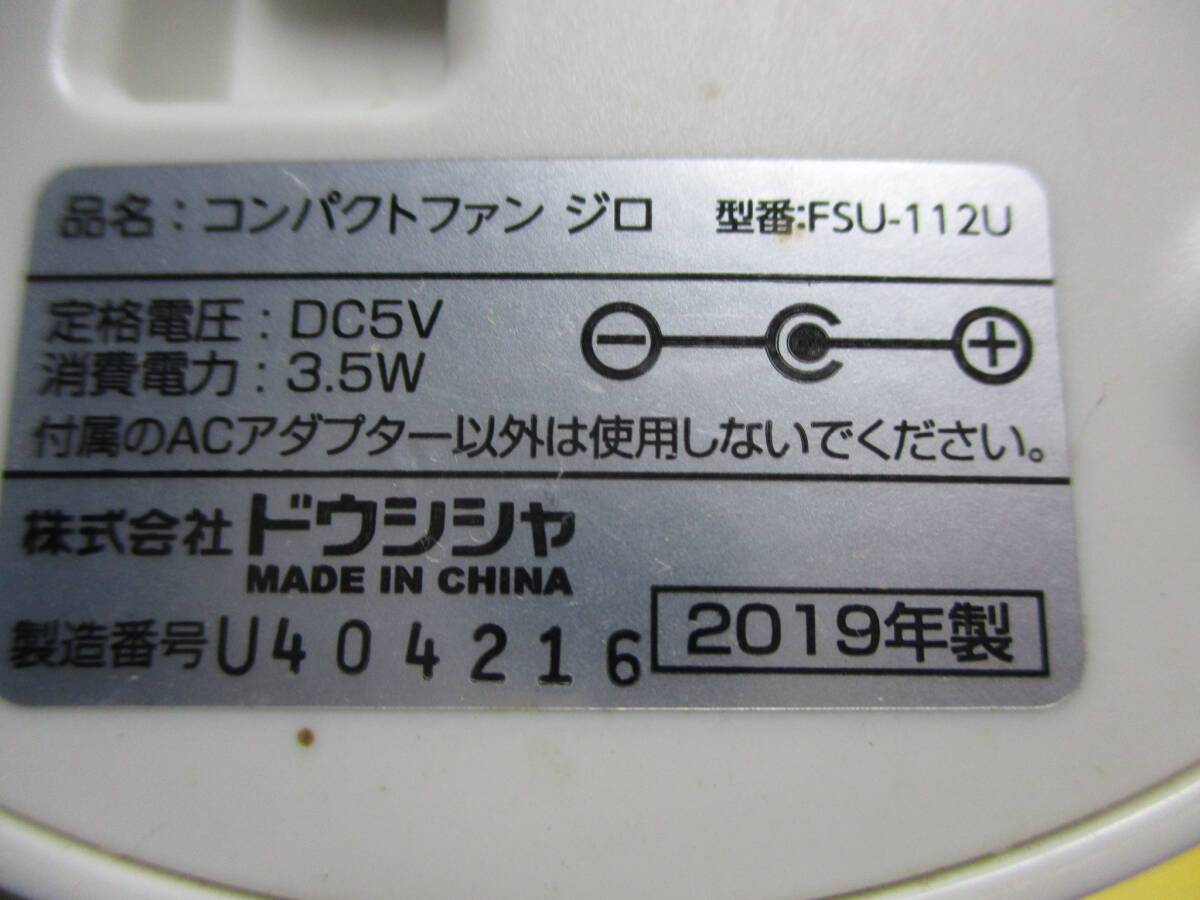 品名：コンパクトファン ジロ 型番:FSU-112U
定格電圧：DC5V
消費電力：3.5W
付属のACアダプター以外は使用しないでください。
株式会社ドウシシャ
MADE IN CHINA
製造番号U404216 2019年製